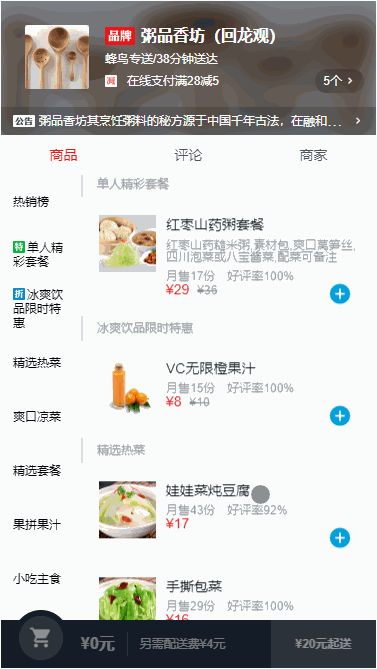 品牌 粥品香坊（回龙观）
蜂鸟专送/38分钟送达
减 在线支付满28减5
5个 >
公告 粥品香坊其烹饪粥料的秘方源于中国千年古法，在融和... >
商品 评论 商家
热销榜
特 单人精
彩套餐
折 冰爽饮
品限时特
惠
精选热菜
爽口凉菜
精选套餐
果拼果汁
小吃主食
单人精彩套餐
红枣山药粥套餐
红枣山药糙米粥,素材包,爽口莴笋丝,
四川泡菜或八宝酱菜,配菜可备注
月售17份 好评率100%
¥29 ¥36
冰爽饮品限时特惠
VC无限橙果汁
月售15份 好评率100%
¥8 ¥10
精选热菜
娃娃菜炖豆腐
月售43份 好评率92%
¥17
手撕包菜
月售29份 好评率100%
¥16
¥0元 另需配送费¥4元 ¥20元起送